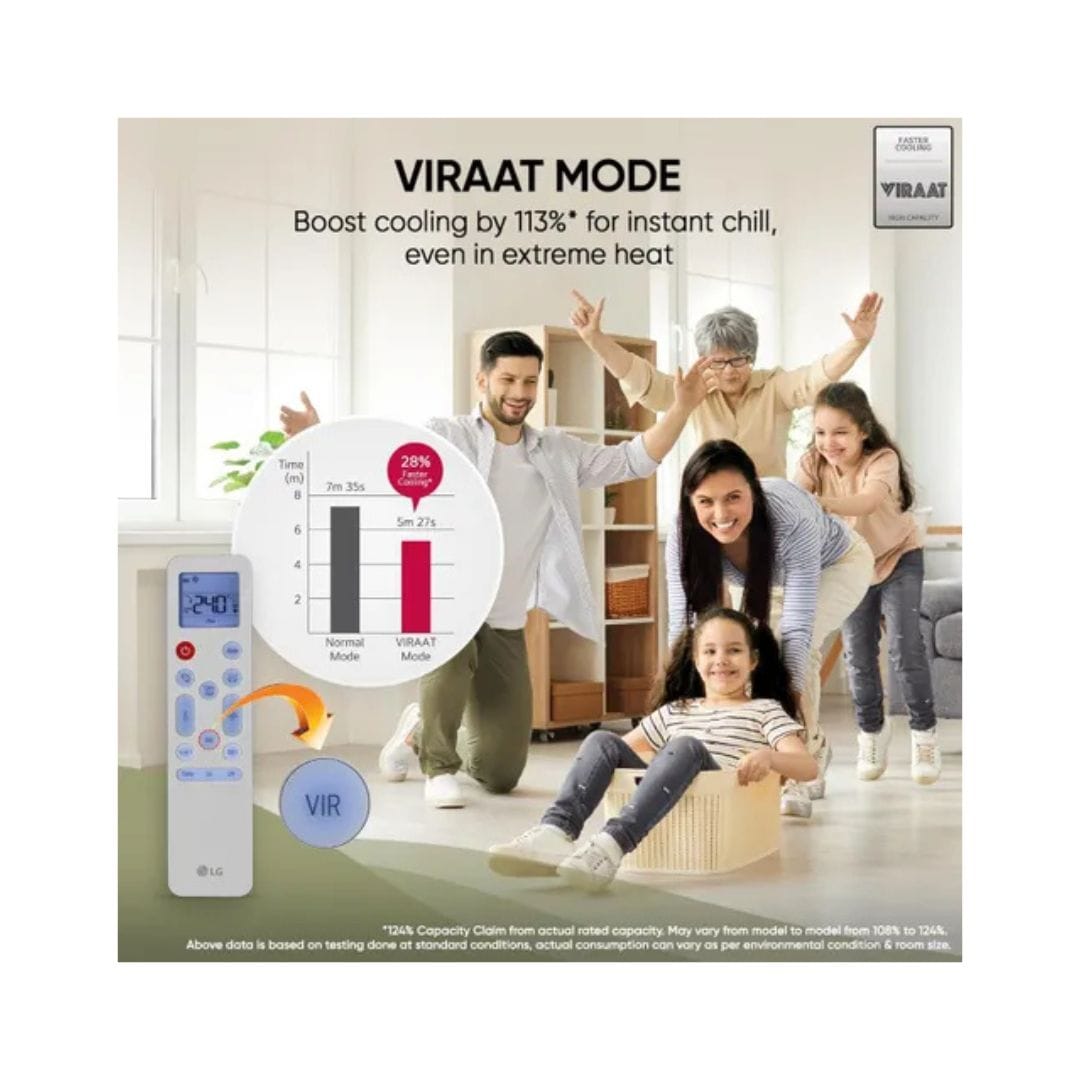 FASTER
COOLING
VIRAAT
HIGH CAPACITY
VIRAAT MODE
Boost cooling by 113%* for instant chill,
even in extreme heat
Time
(m)
28%
Faster
Cooling*
7m 35s
5m 27s
8
6
4
2
Normal
Mode
VIRAAT
Mode
VIR
LG
*124% Capacity Claim from actual rated capacity. May vary from model to model from 108% to 124%.
Above data is based on testing done at standard conditions, actual consumption can vary as per environmental condition & room size.